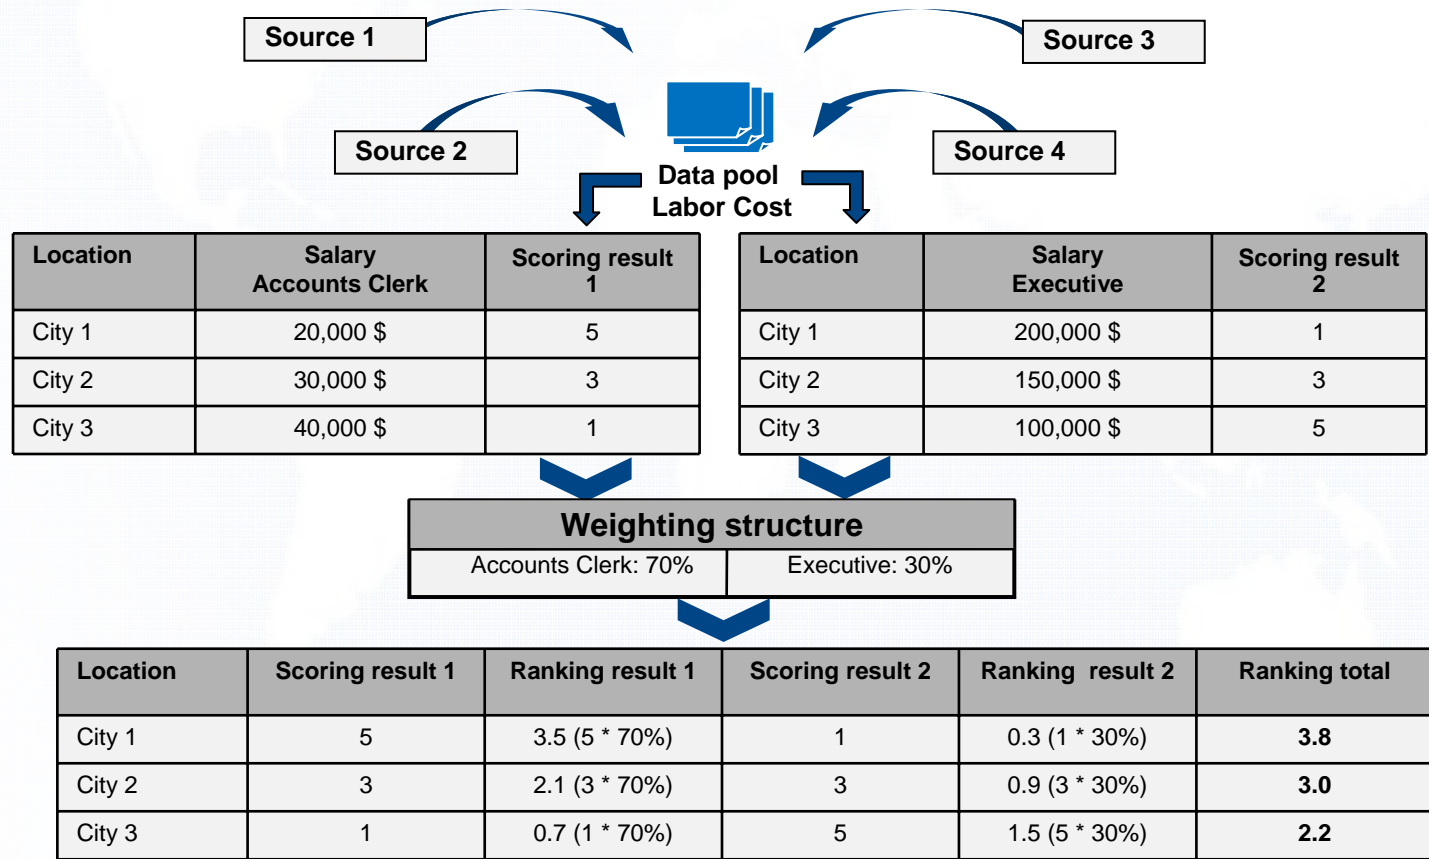 Source 1
Source 3
Source 2
Source 4
Data pool
Labor Cost
Location Salary Scoring result
Accounts Clerk 1
City 1 20,000 $ 5
City 2 30,000 $ 3
City 3 40,000 $ 1
Location Salary Scoring result
Executive 2
City 1 200,000 $ 1
City 2 150,000 $ 3
City 3 100,000 $ 5
Weighting structure
Accounts Clerk: 70% Executive: 30%
Location Scoring result 1 Ranking result 1 Scoring result 2 Ranking result 2 Ranking total
City 1 5 3.5 (5 * 70%) 1 0.3 (1 * 30%) 3.8
City 2 3 2.1 (3 * 70%) 3 0.9 (3 * 30%) 3.0
City 3 1 0.7 (1 * 70%) 5 1.5 (5 * 30%) 2.2